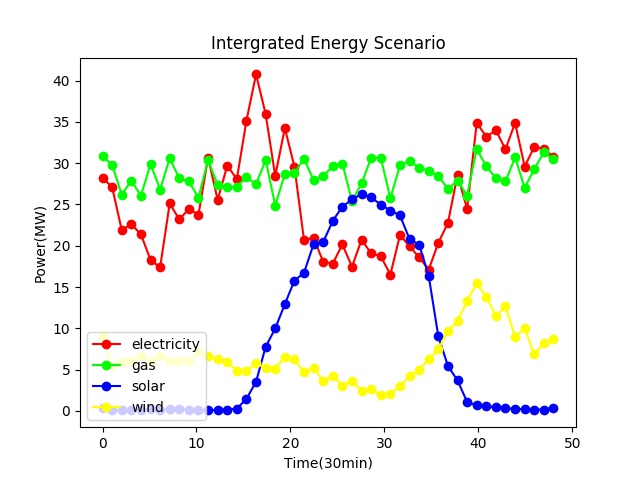 Intergrated Energy Scenario
Power(MW)
40
35
30
25
20
15
10
5
0
electricity
gas
solar
wind
0 10 20 30 40 50
Time(30min)